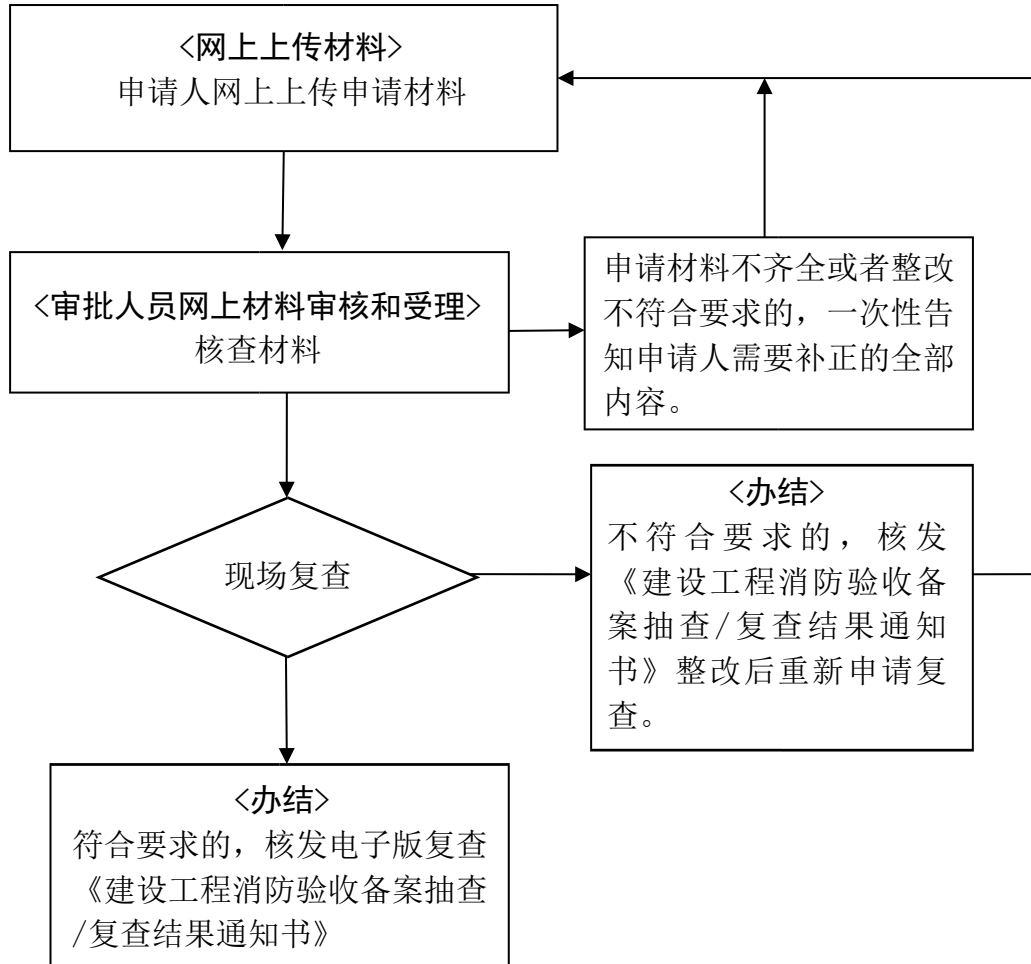 <网上上传材料>
申请人网上上传申请材料
<审批人员网上材料审核和受理>
核查材料
申请材料不齐全或者整改
不符合要求的，一次性告
知申请人需要补正的全部
内容。
现场复查
<办结>
不符合要求的，核发
《建设工程消防验收备
案抽查/复查结果通知
书》整改后重新申请复
查。
<办结>
符合要求的，核发电子版复查
《建设工程消防验收备案抽查
/复查结果通知书》